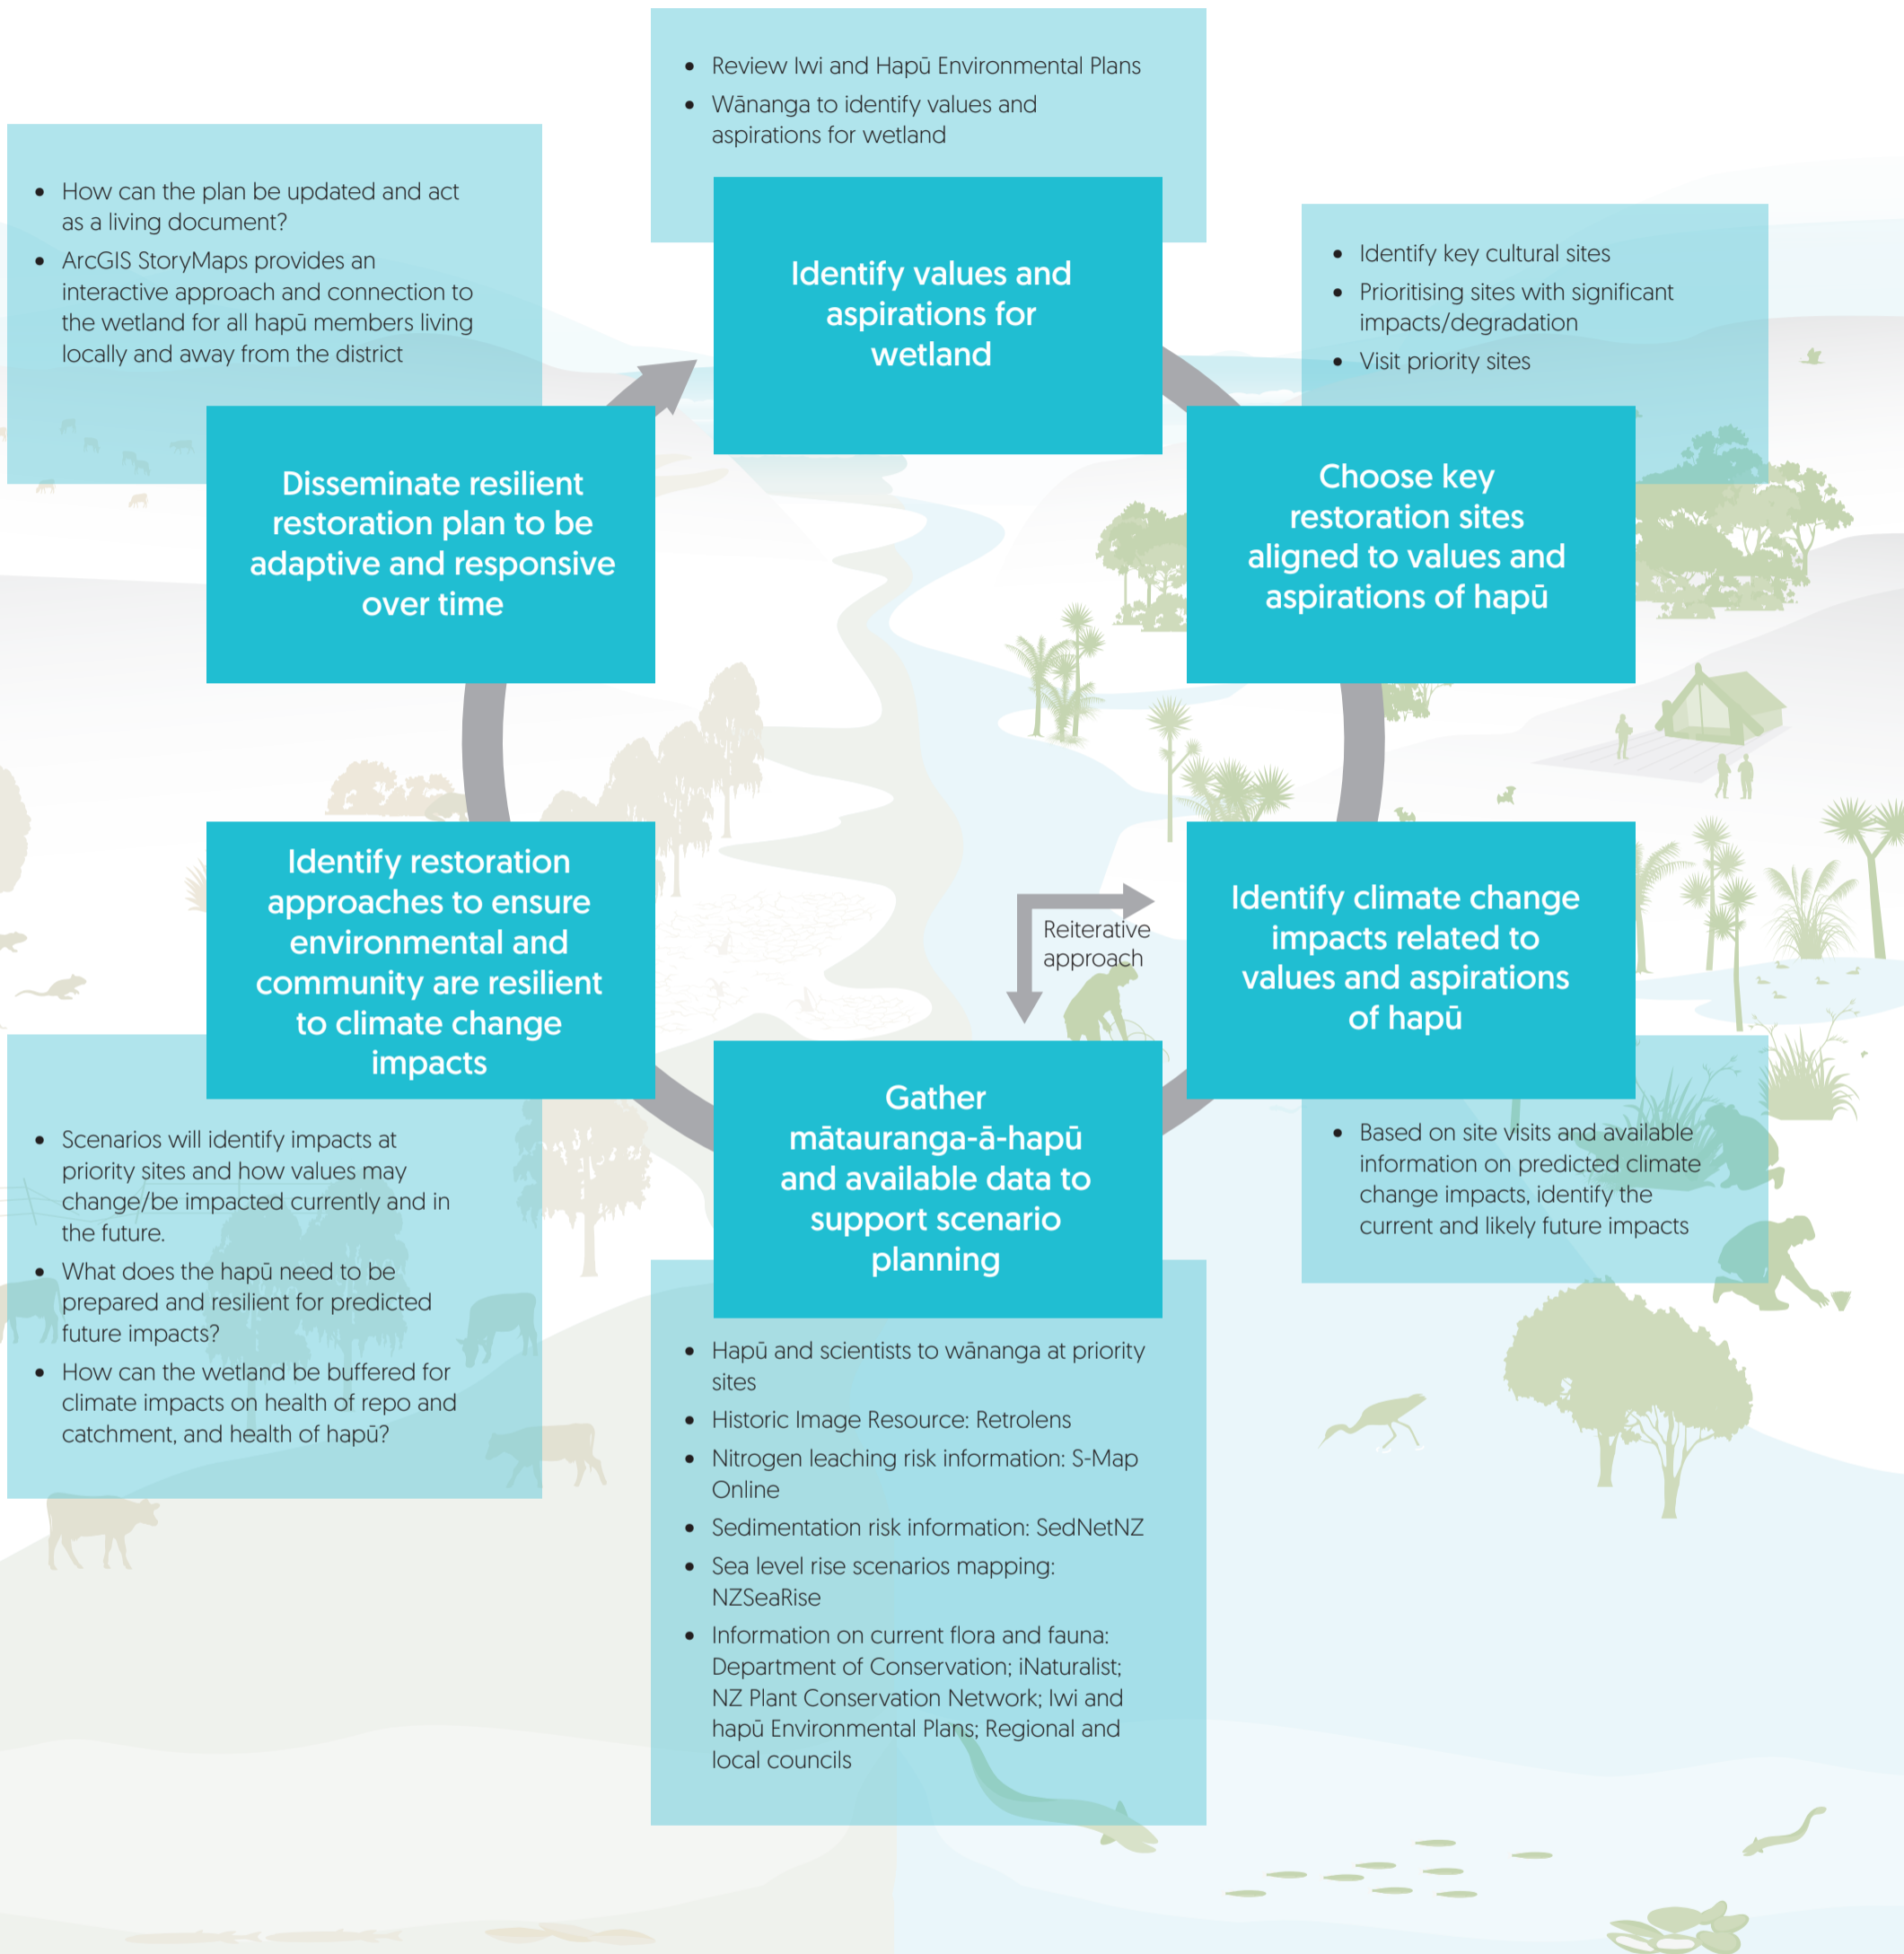 • Review Iwi and Hapū Environmental Plans
• Wānanga to identify values and
aspirations for wetland
Identify values and
aspirations for
wetland
• Identify key cultural sites
• Prioritising sites with significant
impacts/degradation
• Visit priority sites
Choose key
restoration sites
aligned to values and
aspirations of hapū
Identify climate change
impacts related to
values and aspirations
of hapū
• Based on site visits and available
information on predicted climate
change impacts, identify the
current and likely future impacts
Reiterative
approach
Gather
mātauranga-ā-hapū
and available data to
support scenario
planning
• Hapū and scientists to wānanga at priority
sites
• Historic Image Resource: Retrolens
• Nitrogen leaching risk information: S-Map
Online
• Sedimentation risk information: SedNetNZ
• Sea level rise scenarios mapping:
NZSeaRise
• Information on current flora and fauna:
Department of Conservation; iNaturalist;
NZ Plant Conservation Network; Iwi and
hapū Environmental Plans; Regional and
local councils
Identify restoration
approaches to ensure
environmental and
community are resilient
to climate change
impacts
• Scenarios will identify impacts at
priority sites and how values may
change/be impacted currently and in
the future.
• What does the hapū need to be
prepared and resilient for predicted
future impacts?
• How can the wetland be buffered for
climate impacts on health of repo and
catchment, and health of hapū?
• How can the plan be updated and act
as a living document?
• ArcGIS StoryMaps provides an
interactive approach and connection to
the wetland for all hapū members living
locally and away from the district
Disseminate resilient
restoration plan to be
adaptive and responsive
over time